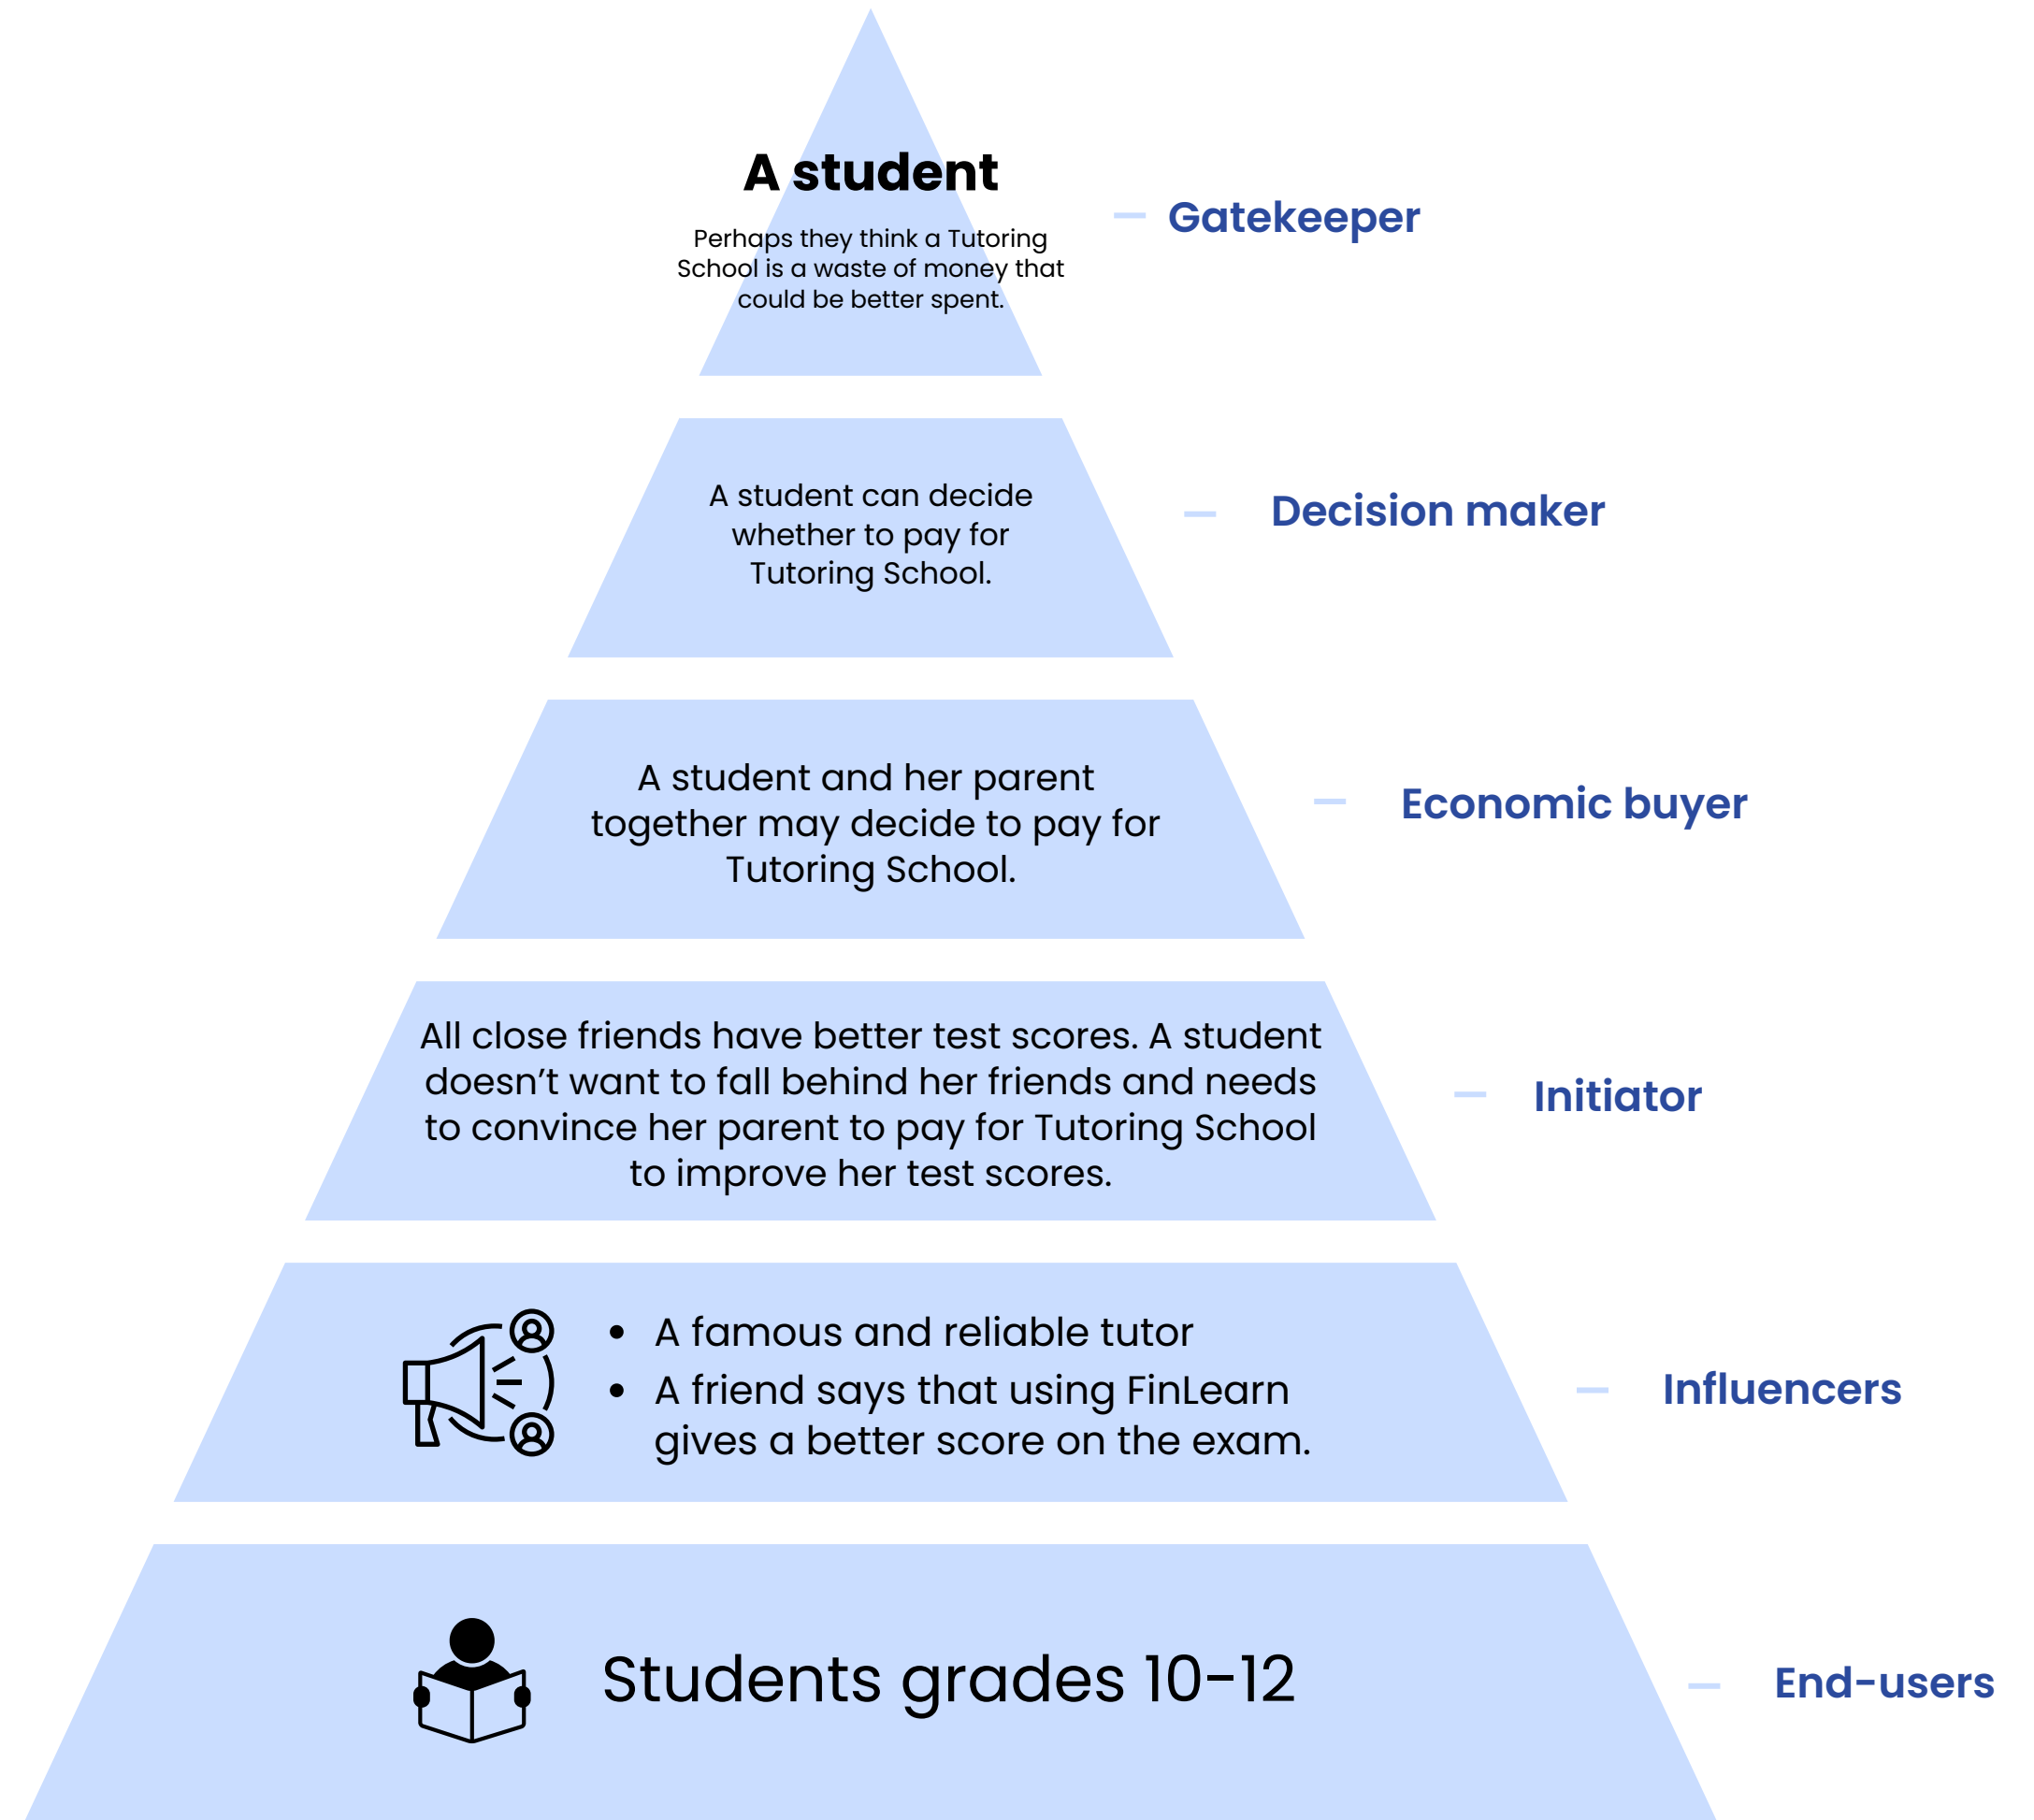 A student
Perhaps they think a Tutoring
School is a waste of money that
could be better spent.
Gatekeeper
A student can decide
whether to pay for
Tutoring School.
Decision maker
A student and her parent
together may decide to pay for
Tutoring School.
Economic buyer
All close friends have better test scores. A student
doesn’t want to fall behind her friends and needs
to convince her parent to pay for Tutoring School
to improve her test scores.
Initiator
• A famous and reliable tutor
• A friend says that using FinLearn
gives a better score on the exam.
Influencers
Students grades 10-12
End-users